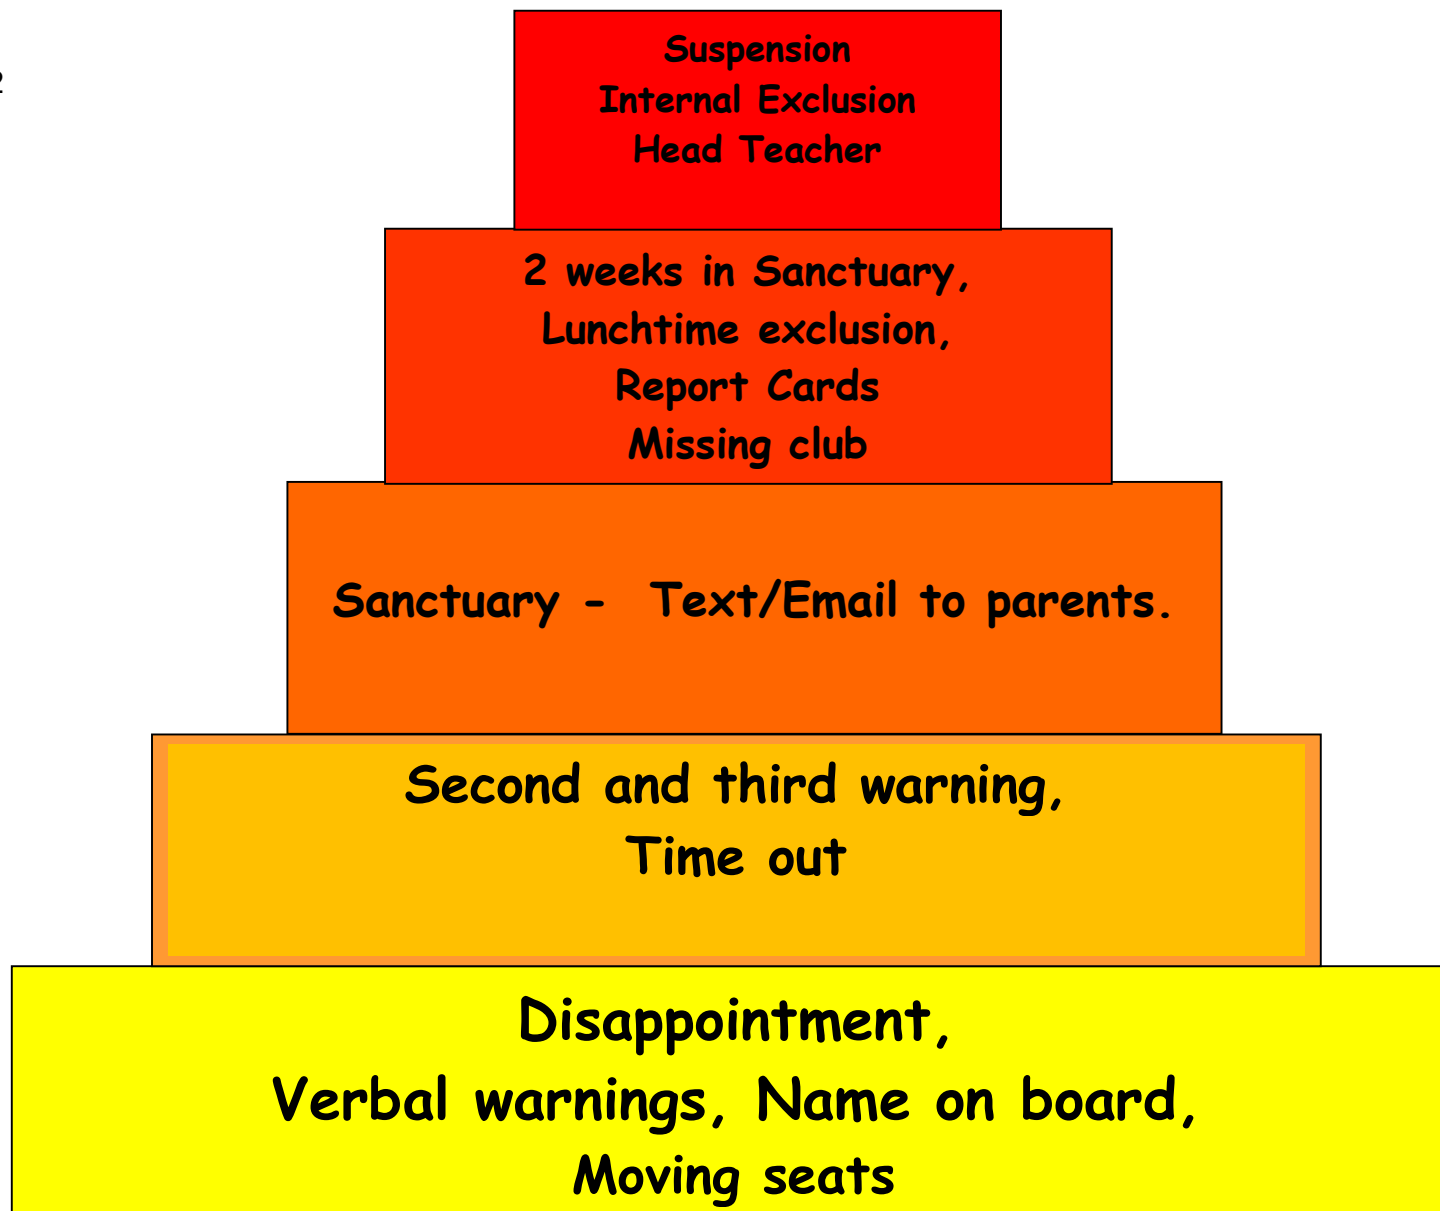 Suspension
Internal Exclusion
Head Teacher
2 weeks in Sanctuary,
Lunchtime exclusion,
Report Cards
Missing club
Sanctuary - Text/Email to parents.
Second and third warning,
Time out
Disappointment,
Verbal warnings, Name on board,
Moving seats